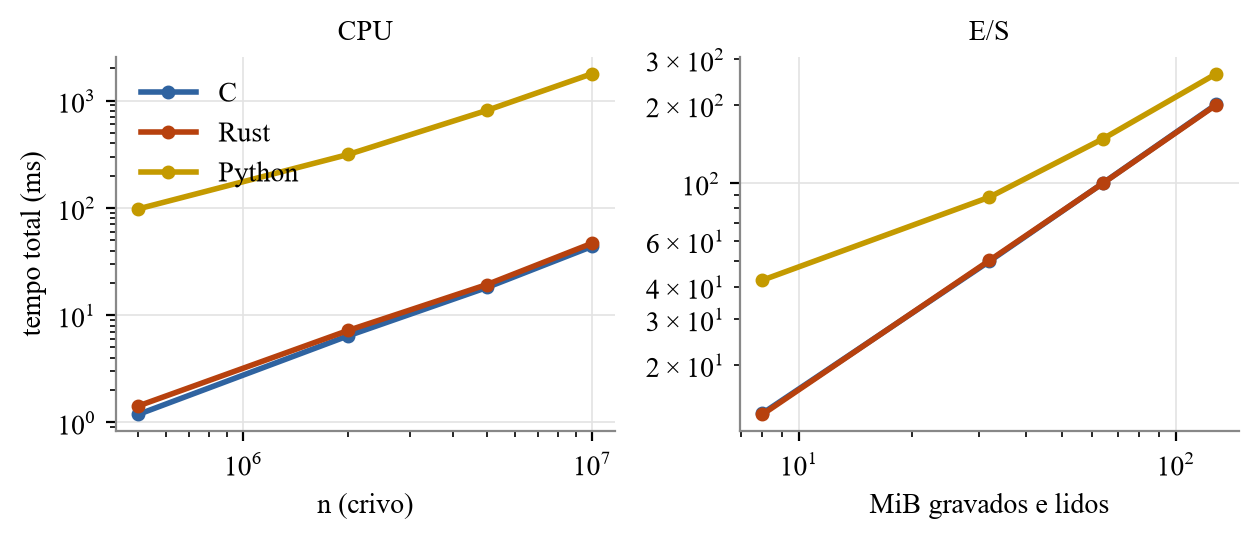 CPU
E/S
C
Rust
Python
tempo total (ms)
10³
10²
10¹
10⁰
10⁶
10⁷
n (crivo)
3 × 10²
2 × 10²
10²
6 × 10¹
4 × 10¹
3 × 10¹
2 × 10¹
10¹
10²
MiB gravados e lidos